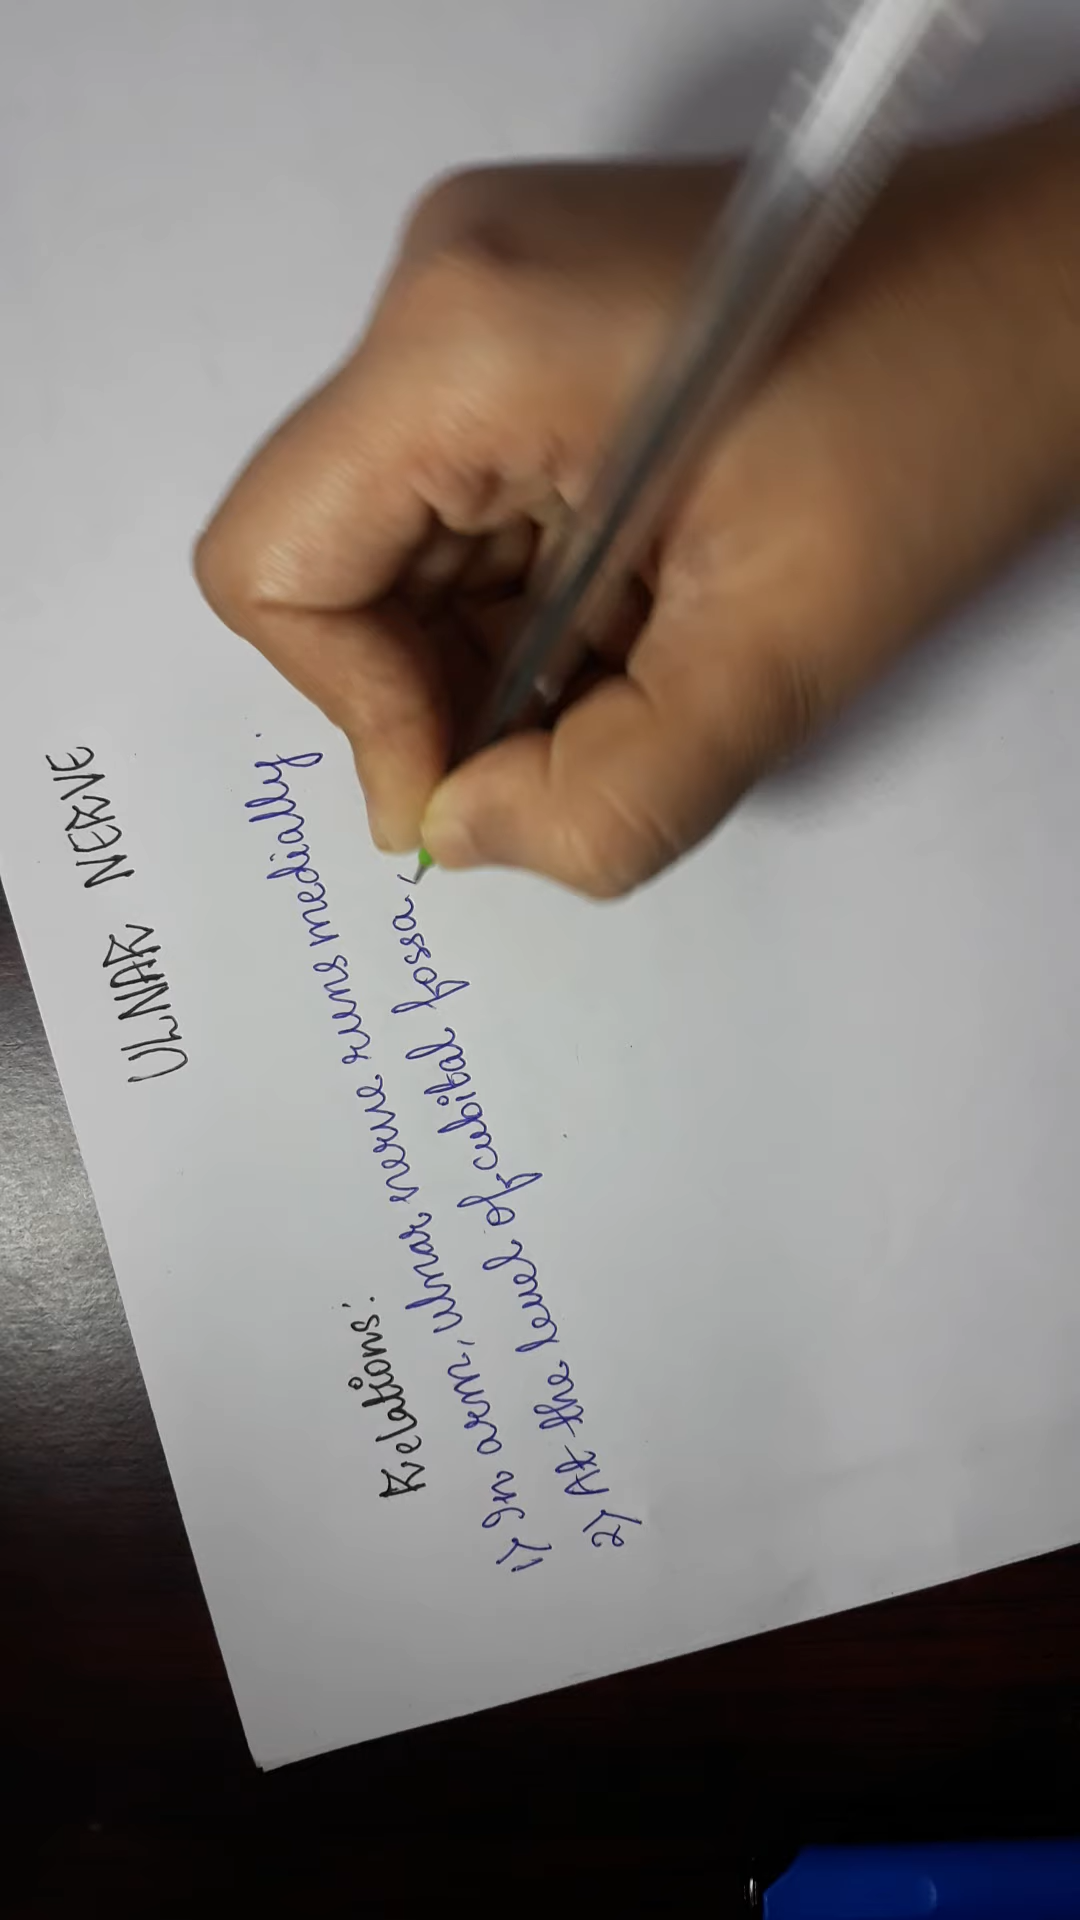 ULNAR NERVE
Relations:
1) In arm, ulnar nerve runs medially.
2) At the level of cubital fossa,